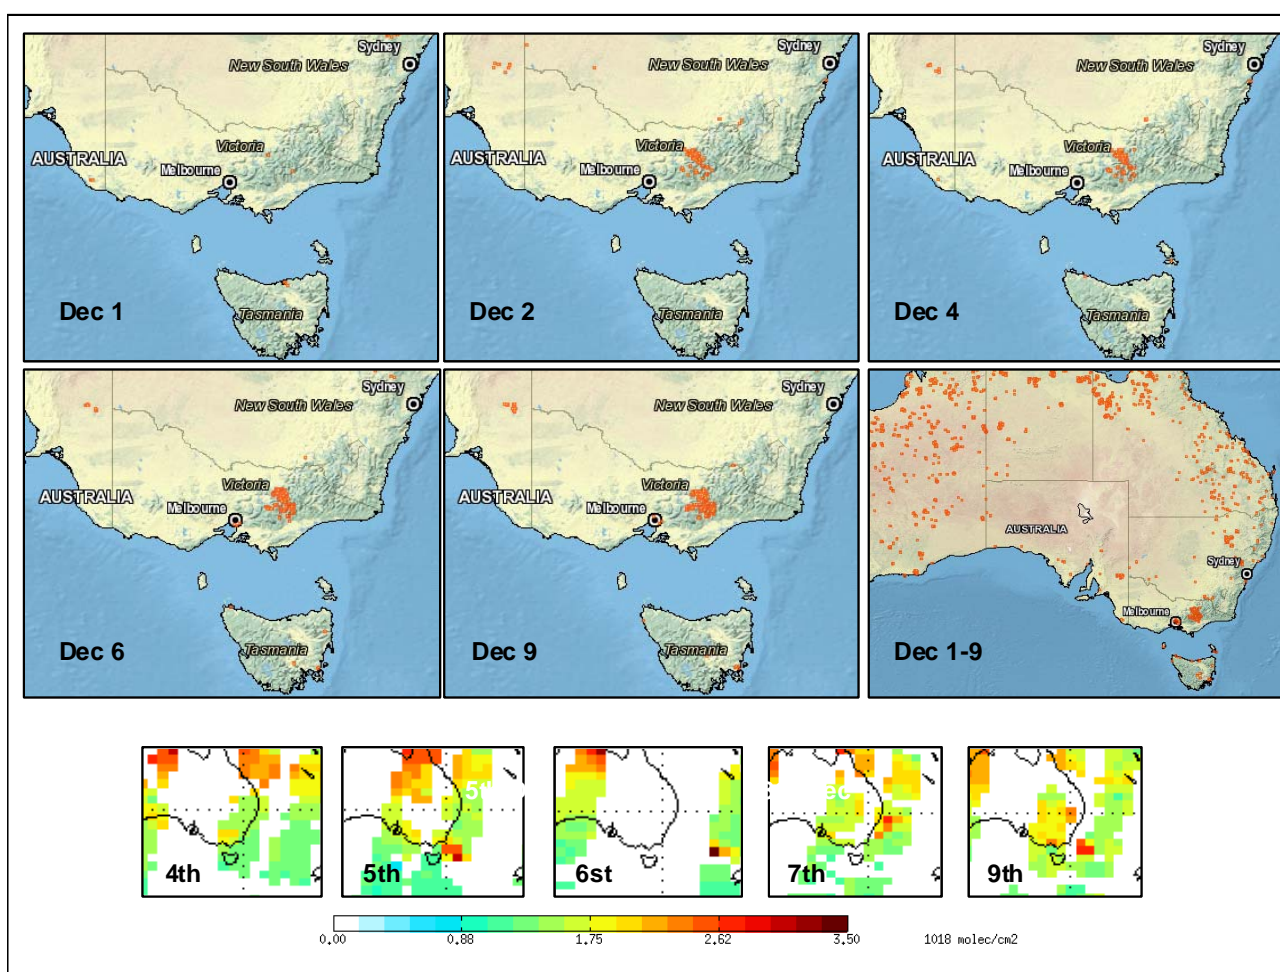 Sydney
New South Wales
Victoria
AUSTRALIA
Melbourne
Tasmania
Dec 1
Sydney
New South Wales
Victoria
AUSTRALIA
Melbourne
Tasmania
Dec 2
Sydney
New South Wales
Victoria
AUSTRALIA
Melbourne
Tasmania
Dec 4
Sydney
New South Wales
Victoria
AUSTRALIA
Melbourne
Tasmania
Dec 6
Sydney
New South Wales
Victoria
AUSTRALIA
Melbourne
Tasmania
Dec 9
AUSTRALIA
Sydney
Melbourne
Dec 1-9
4th
5th
6st
7th
9th
0.00 0.88 1.75 2.62 3.50 1018 molec/cm2